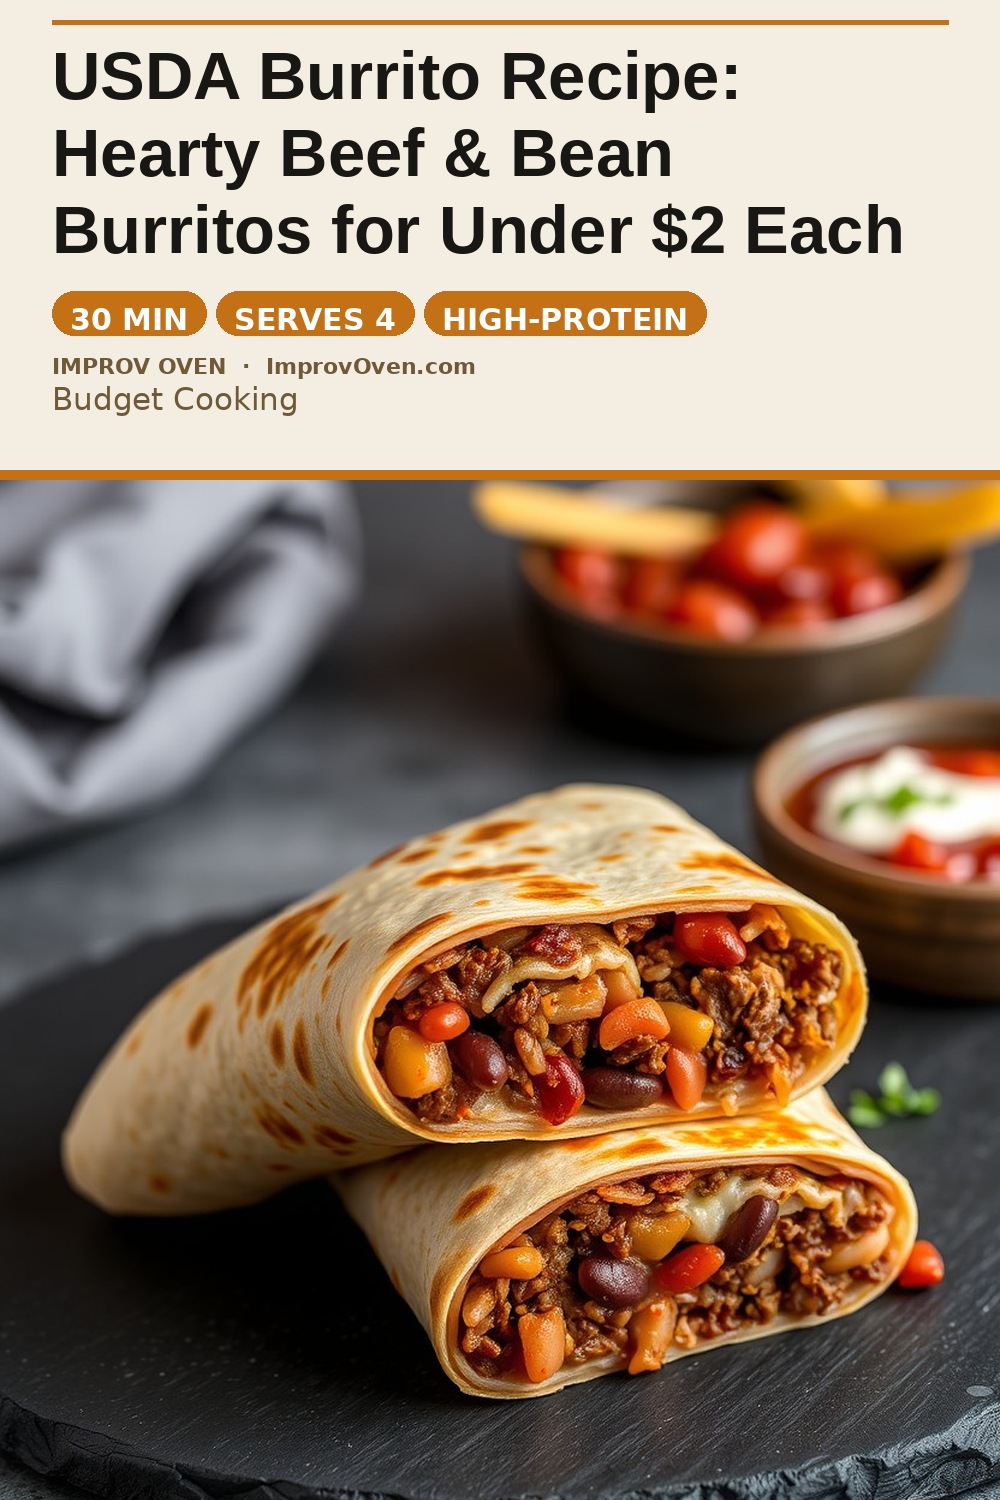 USDA Burrito Recipe:
Hearty Beef & Bean
Burritos for Under $2 Each
30 MIN SERVES 4 HIGH-PROTEIN
IMPROV OVEN · ImprovOven.com
Budget Cooking